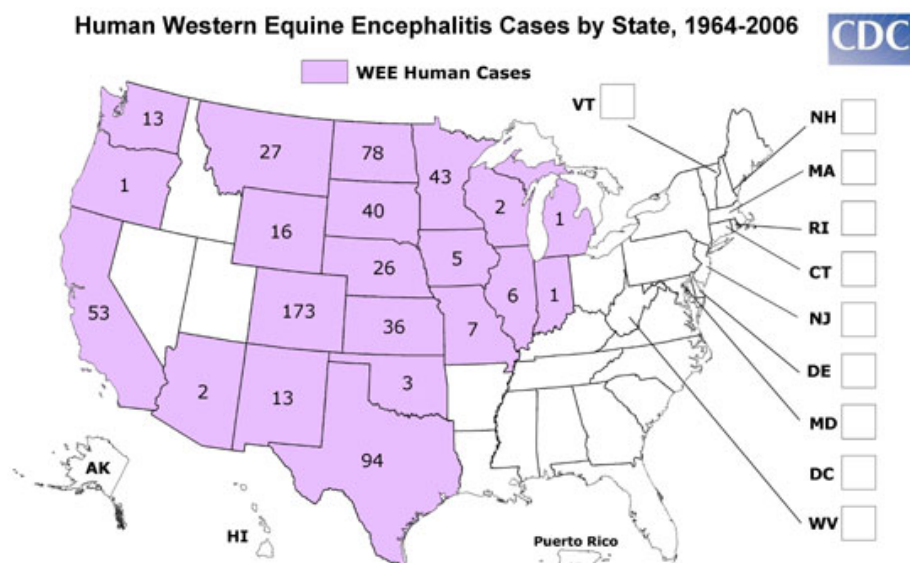 Human Western Equine Encephalitis Cases by State, 1964-2006
CDC
WEE Human Cases
VT
NH
13
27
78
43
MA
1
2
1
16
40
RI
5
26
CT
6
1
53
173
36
7
NJ
DE
2
13
3
MD
94
AK
DC
HI
Puerto Rico
WV